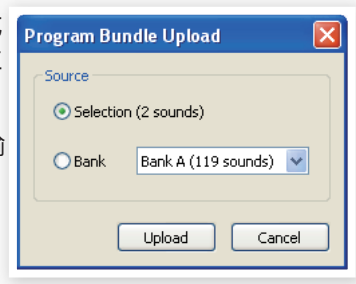 Program Bundle Upload
Source
Selection (2 sounds)
Bank
Bank A (119 sounds)
Upload
Cancel